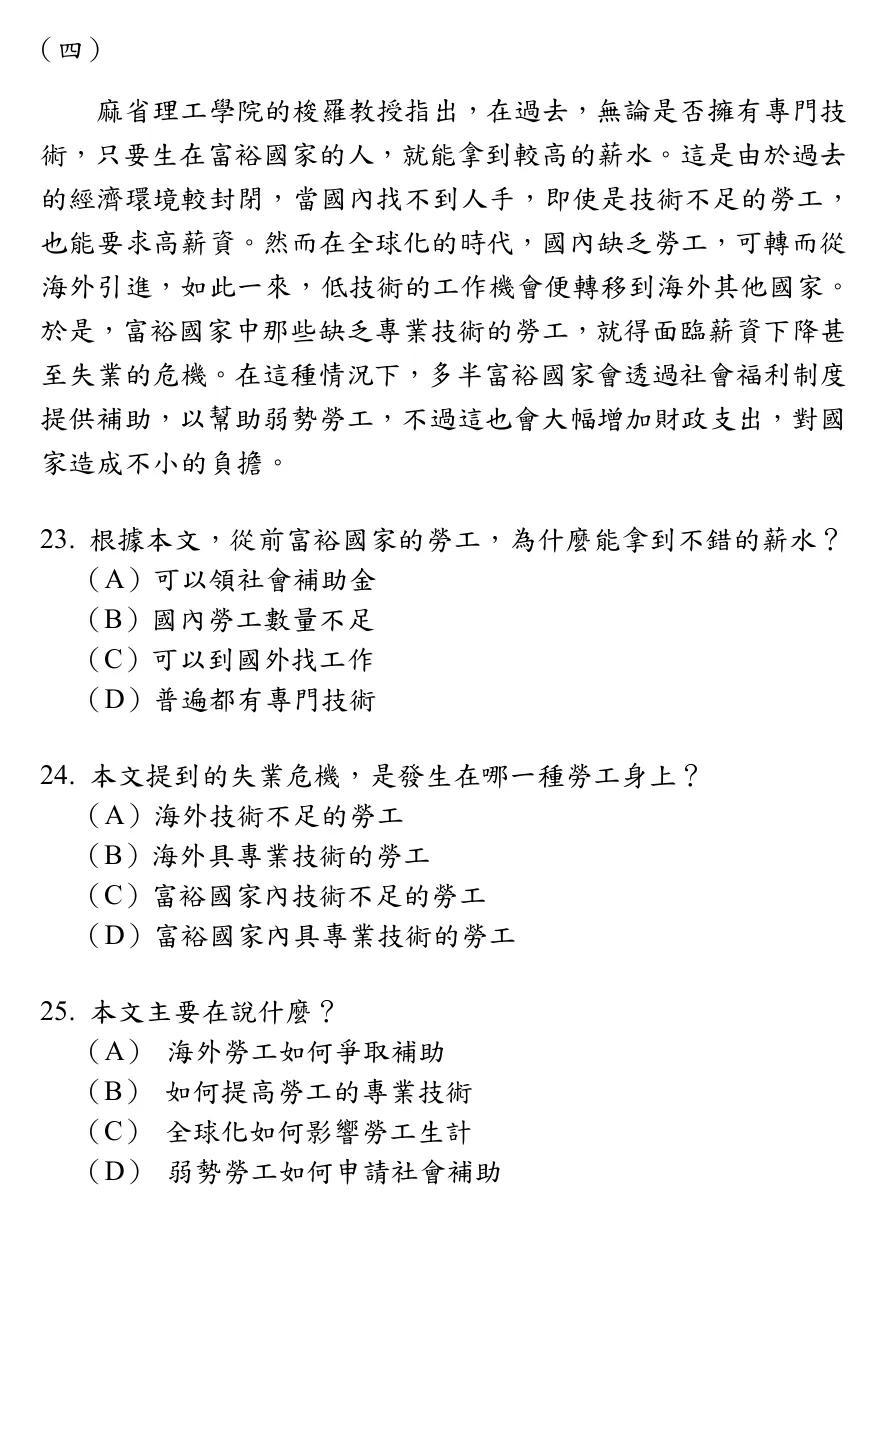 （四）
麻省理工學院的梭羅教授指出，在過去，無論是否擁有專門技
術，只要生在富裕國家的人，就能拿到較高的薪水。這是由於過去
的經濟環境較封閉，當國內找不到人手，即使是技術不足的勞工，
也能要求高薪資。然而在全球化的時代，國內缺乏勞工，可轉而從
海外引進，如此一來，低技術的工作機會便轉移到海外其他國家。
於是，富裕國家中那些缺乏專業技術的勞工，就得面臨薪資下降甚
至失業的危機。在這種情況下，多半富裕國家會透過社會福利制度
提供補助，以幫助弱勢勞工，不過這也會大幅增加財政支出，對國
家造成不小的負擔。
23. 根據本文，從前富裕國家的勞工，為什麼能拿到不錯的薪水？
（A）可以領社會補助金
（B）國內勞工數量不足
（C）可以到國外找工作
（D）普遍都有專門技術
24. 本文提到的失業危機，是發生在哪一種勞工身上？
（A）海外技術不足的勞工
（B）海外具專業技術的勞工
（C）富裕國家內技術不足的勞工
（D）富裕國家內具專業技術的勞工
25. 本文主要在說什麼？
（A） 海外勞工如何爭取補助
（B） 如何提高勞工的專業技術
（C） 全球化如何影響勞工生計
（D） 弱勢勞工如何申請社會補助